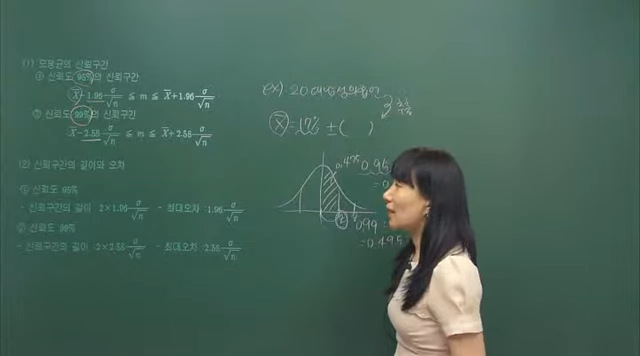 (1) 모평균의 신뢰구간
① 신뢰도 95%의 신뢰구간
X̄-1.96 σ/√n ≤ m ≤ X̄+1.96 σ/√n
② 신뢰도 99%의 신뢰구간
X̄-2.58 σ/√n ≤ m ≤ X̄+2.58 σ/√n
(2) 신뢰구간의 길이와 오차
① 신뢰도 95%
- 신뢰구간의 길이 : 2×1.96 σ/√n - 최대오차 : 1.96 σ/√n
② 신뢰도 99%
- 신뢰구간의 길이 : 2×2.58 σ/√n - 최대오차 : 2.58 σ/√n
ex) 20대
X̄= ±( )
0.475 0.95
=0
0.99
=0.495